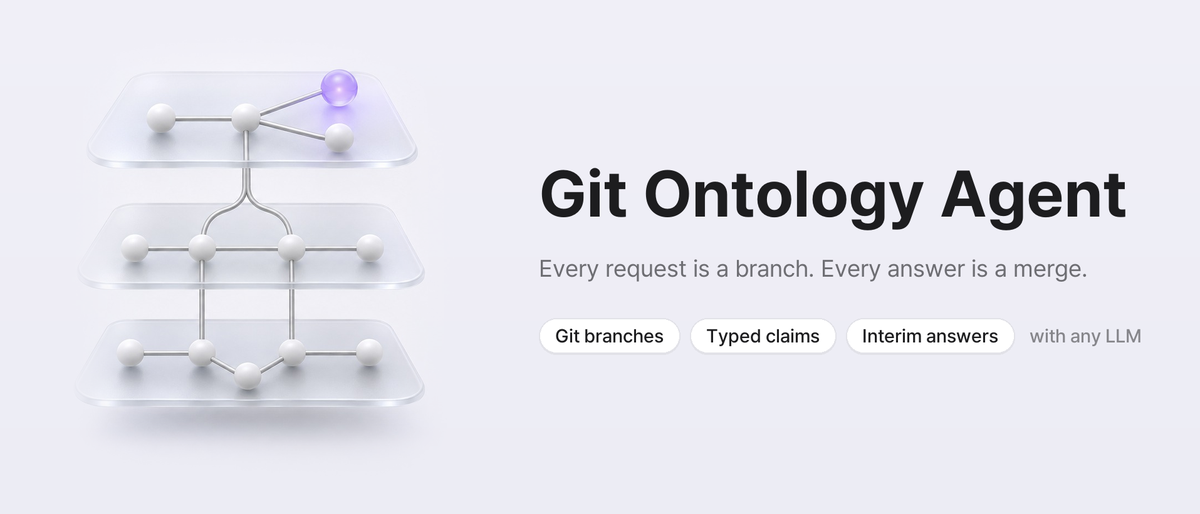 Git Ontology Agent
Every request is a branch. Every answer is a merge.
Git branches Typed claims Interim answers with any LLM